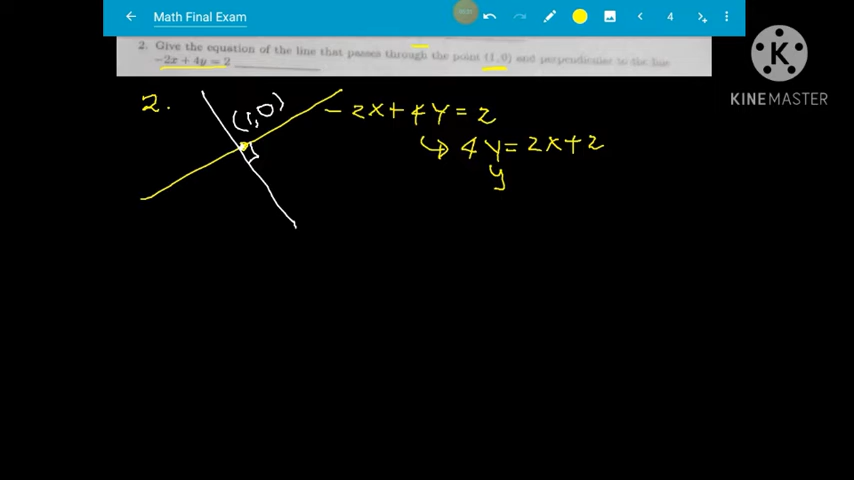 Math Final Exam
4
2. Give the equation of the line that passes through the point (1, 0) and perpendicular to the line
-2x + 4y = 2
K
KINEMASTER
2.
(1,0)
- 2X + 4Y = 2
↳ 4Y = 2X + 2
y